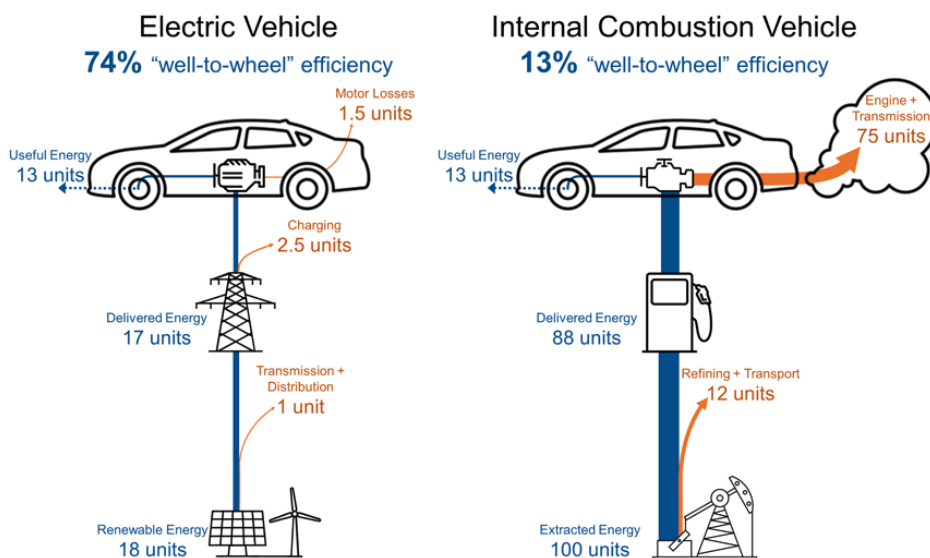 Electric Vehicle
74% “well-to-wheel” efficiency
Motor Losses
1.5 units
Useful Energy
13 units
Charging
2.5 units
Delivered Energy
17 units
Transmission +
Distribution
1 unit
Renewable Energy
18 units
Internal Combustion Vehicle
13% “well-to-wheel” efficiency
Engine +
Transmission
75 units
Useful Energy
13 units
Delivered Energy
88 units
Refining + Transport
12 units
Extracted Energy
100 units